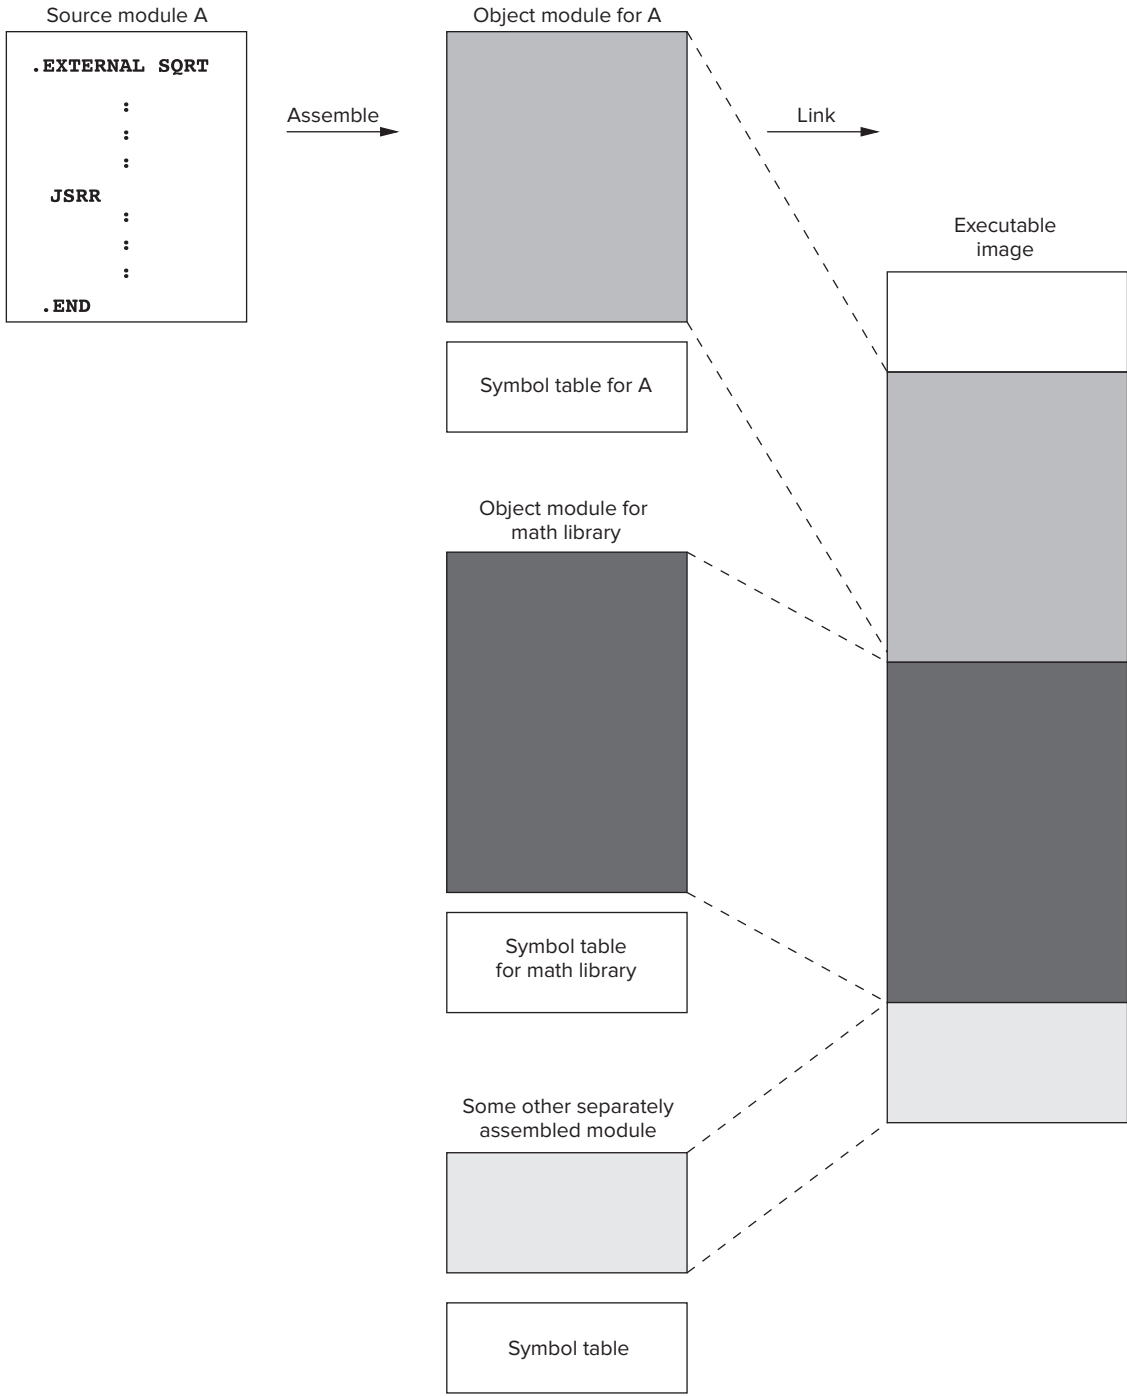 Source module A
.EXTERNAL SQRT
:
:
:
JSRR
:
:
:
.END
Assemble
Object module for A
Symbol table for A
Object module for
math library
Symbol table
for math library
Some other separately
assembled module
Symbol table
Link
Executable
image